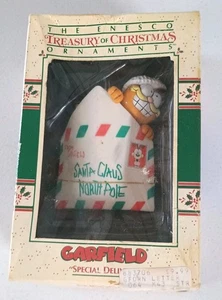 THE ENESCO
TREASURY OF CHRISTMAS
ORNAMENTS
SANTA CLAUS
NORTH POLE
GARFIELD
"SPECIAL DELI